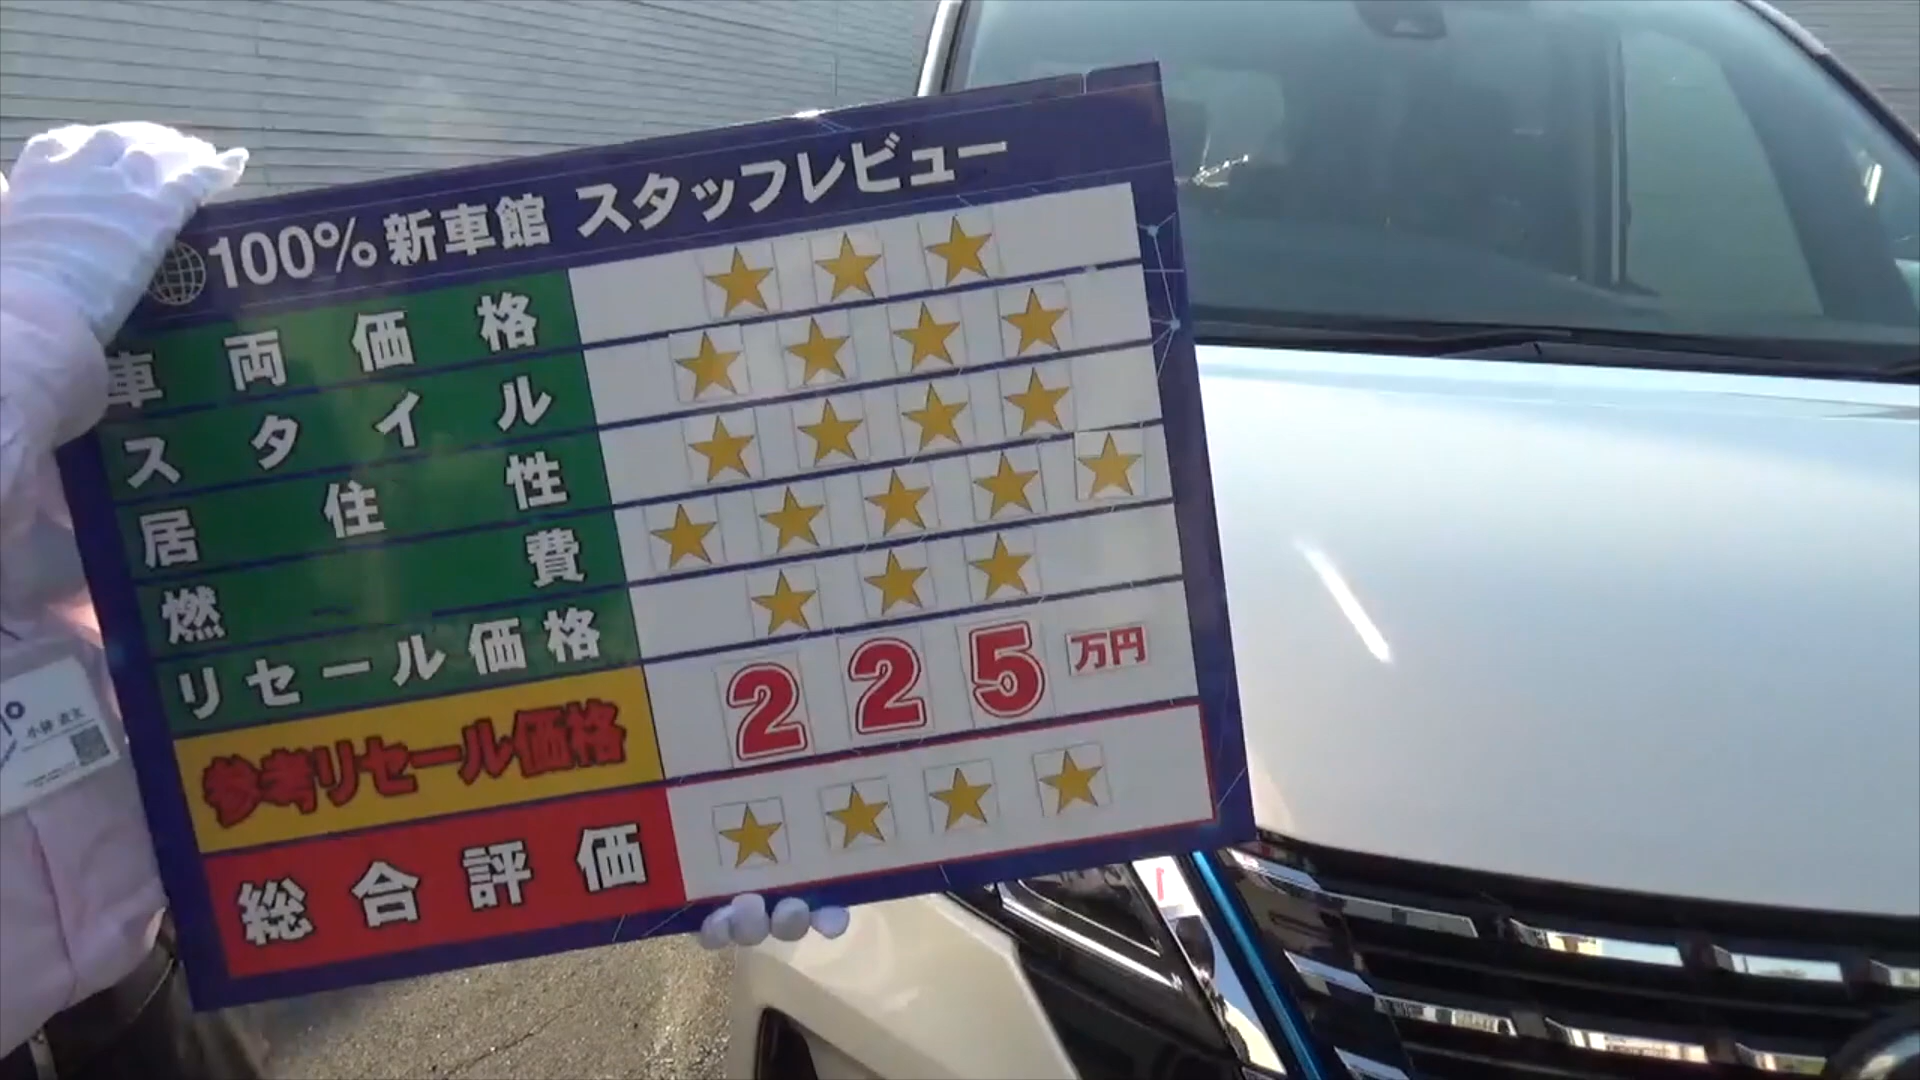 100%新車館 スタッフレビュー
車両価格 ★★★
スタイル ★★★★
居住性 ★★★★
燃費 ★★★★★
リセール価格 ★★★
参考リセール価格 225万円
総合評価 ★★★★